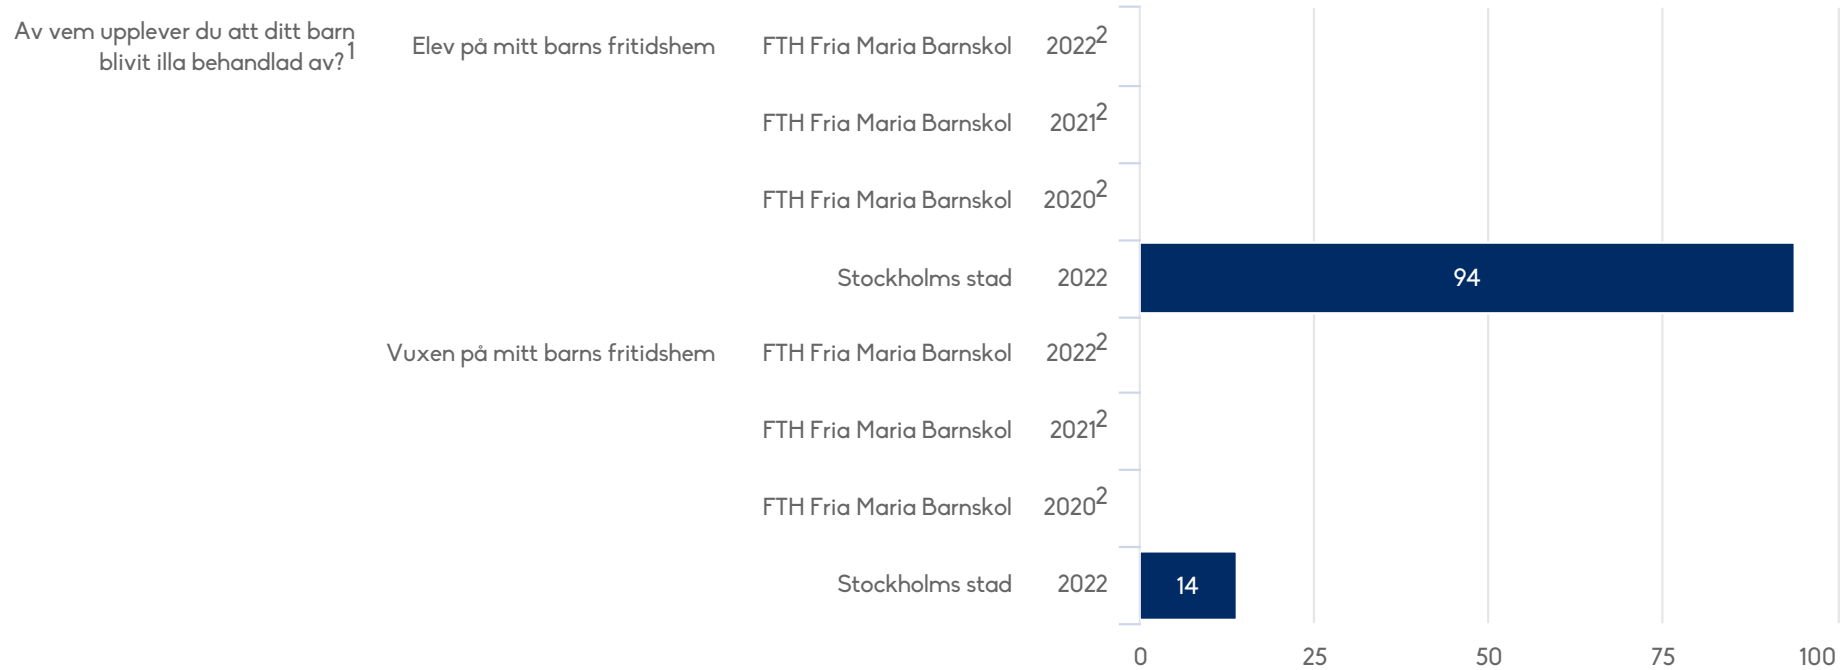 Av vem upplever du att ditt barn
blivit illa behandlad av?1
Elev på mitt barns fritidshem
FTH Fria Maria Barnskol 2022²
FTH Fria Maria Barnskol 2021²
FTH Fria Maria Barnskol 2020²
Stockholms stad 2022 94
Vuxen på mitt barns fritidshem
FTH Fria Maria Barnskol 2022²
FTH Fria Maria Barnskol 2021²
FTH Fria Maria Barnskol 2020²
Stockholms stad 2022 14
0 25 50 75 100